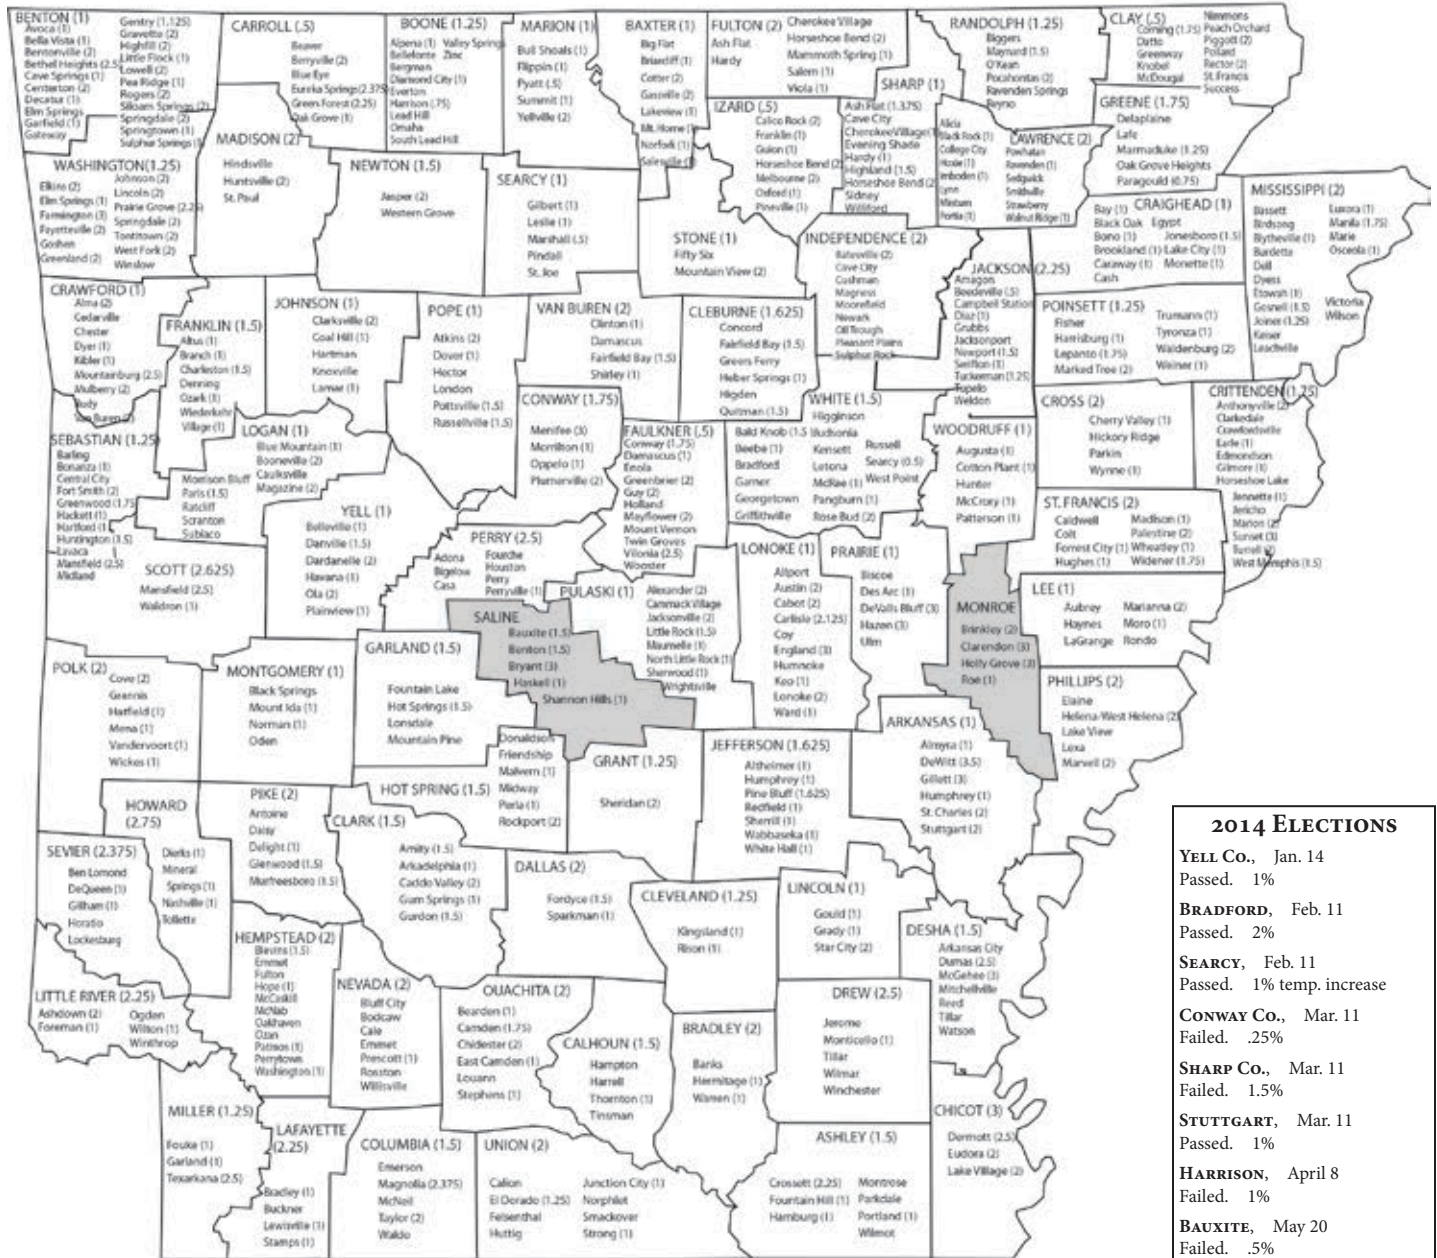 BENTON (1)
Avoca (1)
Bella Vista (1)
Bentonville (2)
Bethel Heights (2.5)
Cave Springs (1)
Centerton (2)
Decatur (1)
Elm Springs
Garfield (1)
Gateway
Gentry (1.125)
Gravette (2)
Highfill (2)
Little Flock (1)
Lowell (2)
Pea Ridge (1)
Rogers (2)
Siloam Springs (2)
Springdale (2)
Springtown (1)
Sulphur Springs (1)
CARROLL (.5)
Beaver
Berryville (2)
Blue Eye
Eureka Springs (2.375)
Green Forest (2.25)
Oak Grove (1)
BOONE (1.25)
Alpena (1) Valley Springs
Bellefonte Zinc
Bergman
Diamond City (1)
Everton
Harrison (.75)
Lead Hill
Omaha
South Lead Hill
MARION (1)
Bull Shoals (1)
Flippin (1)
Pyatt (.5)
Summit (1)
Yellville (2)
BAXTER (1)
Big Flat
Briarcliff (1)
Cotter (2)
Gassville (2)
Lakeview (1)
Mt. Home (1)
Norfork (1)
Salesville
FULTON (2)
Ash Flat
Hardy
Cherokee Village
Horseshoe Bend (2)
Mammoth Spring (1)
Salem (1)
Viola (1)
SHARP (1)
Ash Flat (1.375)
Cave City
Cherokee Village
Evening Shade
Hardy (1)
Highland (1.5)
Horseshoe Bend (2)
Sidney
Williford
RANDOLPH (1.25)
Biggers
Maynard (1.5)
O'Kean
Pocahontas (2)
Ravenden Springs
Reyno
CLAY (.5)
Corning (1.75)
Datto
Greenway
Knobel
McDougal
Nimmons
Peach Orchard
Piggott (2)
Pollard
Rector (2)
St. Francis
Success
GREENE (1.75)
Delaplaine
Lafe
Marmaduke (1.25)
Oak Grove Heights
Paragould (0.75)
IZARD (.5)
Calico Rock (2)
Franklin (1)
Guion (1)
Horseshoe Bend (2)
Melbourne (2)
Oxford (1)
Pineville (1)
LAWRENCE (2)
Alicia
Black Rock (1)
College City
Hoxie (1)
Imboden (1)
Lynn
Minturn
Portia (1)
Powhatan
Ravenden (1)
Sedgwick
Smithville
Strawberry
Walnut Ridge (1)
MADISON (2)
Hindsville
Huntsville (2)
St. Paul
WASHINGTON (1.25)
Elkins (2)
Elm Springs (1)
Farmington (3)
Fayetteville (2)
Goshen
Greenland (2)
Johnson (2)
Lincoln (2)
Prairie Grove (2.25)
Springdale (2)
Tontitown (2)
West Fork (2)
Winslow
NEWTON (1.5)
Jasper (2)
Western Grove
SEARCY (1)
Gilbert (1)
Leslie (1)
Marshall (.5)
Pindall
St. Joe
STONE (1)
Fifty Six
Mountain View (2)
INDEPENDENCE (2)
Batesville (2)
Cave City
Cushman
Magness
Moorefield
Newark
Oil Trough
Pleasant Plains
Sulphur Rock
JACKSON (2.25)
Amagon
Beedeville (.5)
Campbell Station
Diaz (1)
Grubbs
Jacksonport
Newport (1.5)
Swifton (1)
Tuckerman (1.25)
Tupelo
Weldon
CRAIGHEAD (1)
Bay (1)
Black Oak Egypt
Bono (1) Jonesboro (1.5)
Brookland (1) Lake City (1)
Caraway (1) Monette (1)
Cash
MISSISSIPPI (2)
Bassett
Birdsong
Blytheville (1)
Burdette
Dell
Dyess
Etowah (1)
Gosnell (1.5)
Joiner (1.25)
Keiser
Leachville
Luxora (1)
Manila (1.75)
Marie
Osceola (1)
Victoria
Wilson
CRAWFORD (1)
Alma (2)
Cedarville
Chester
Dyer (1)
Kibler (1)
Mountainburg (2.5)
Mulberry (2)
Rudy
Van Buren (2)
FRANKLIN (1.5)
Altus (1)
Branch (1)
Charleston (1.5)
Denning
Ozark (1)
Wiederkehr
Village (1)
JOHNSON (1)
Clarksville (2)
Coal Hill (1)
Hartman
Knoxville
Lamar (1)
POPE (1)
Atkins (2)
Dover (1)
Hector
London
Pottsville (1.5)
Russellville (1.5)
VAN BUREN (2)
Clinton (1)
Damascus
Fairfield Bay (1.5)
Shirley (1)
CLEBURNE (1.625)
Concord
Fairfield Bay (1.5)
Greers Ferry
Heber Springs (1)
Higden
Quitman (1.5)
POINSETT (1.25)
Fisher
Harrisburg (1)
Lepanto (1.75)
Marked Tree (2)
Trumann (1)
Tyronza (1)
Waldenburg (2)
Weiner (1)
CRITTENDEN (1.75)
Anthonyville (2)
Clarkedale
Crawfordsville
Earle (1)
Edmondson
Gilmore (1)
Horseshoe Lake
Jennette (1)
Jericho
Marion (2)
Sunset (3)
Turrell
West Memphis (1.5)
CROSS (2)
Cherry Valley (1)
Hickory Ridge
Parkin
Wynne (1)
SEBASTIAN (1.25)
Barling
Bonanza (1)
Central City
Fort Smith (2)
Greenwood (1.75)
Hackett (1)
Hartford (1)
Huntington (1.5)
Lavaca
Mansfield (2.5)
Midland
LOGAN (1)
Blue Mountain (1)
Booneville (2)
Caulksville
Magazine (2)
Morrison Bluff
Paris (1.5)
Ratcliff
Scranton
Subiaco
CONWAY (1.75)
Menifee (3)
Morrilton (1)
Oppelo (1)
Plumerville (2)
FAULKNER (.5)
Conway (1.75)
Damascus (1)
Enola
Greenbrier (2)
Guy (2)
Holland
Mayflower (2)
Mount Vernon
Twin Groves
Vilonia (2.5)
Wooster
WHITE (1.5)
Bald Knob (1.5)
Beebe (1)
Bradford
Garner
Georgetown
Griffithville
Higginson
Judsonia
Kensett
Letona
McRae (1)
Pangburn (1)
Rose Bud (2)
Russell
Searcy (0.5)
West Point
WOODRUFF (1)
Augusta (1)
Cotton Plant (1)
Hunter
McCrory (1)
Patterson (1)
ST. FRANCIS (2)
Caldwell
Colt
Forrest City (1)
Hughes (1)
Madison (1)
Palestine (2)
Wheatley (1)
Widener (1.75)
YELL (1)
Belleville (1)
Danville (1.5)
Dardanelle (2)
Havana (1)
Ola (2)
Plainview (1)
SCOTT (2.625)
Mansfield (2.5)
Waldron (1)
PERRY (2.5)
Adona
Bigelow
Casa
Fourche
Houston
Perry
Perryville (1)
PULASKI (1)
Alexander (2)
Cammack Village
Jacksonville (2)
Little Rock (1.5)
Maumelle (1)
North Little Rock (1)
Sherwood (1)
Wrightsville
LONOKE (1)
Allport
Austin (2)
Cabot (2)
Carlisle (2.125)
Coy
England (3)
Humnoke
Keo (1)
Lonoke (2)
Ward (1)
PRAIRIE (1)
Biscoe
Des Arc (1)
DeValls Bluff (3)
Hazen (3)
Ulm
MONROE
Brinkley (2)
Clarendon (3)
Holly Grove (3)
Roe (1)
LEE (1)
Aubrey
Haynes
LaGrange
Marianna (2)
Moro (1)
Rondo
SALINE
Bauxite (1.5)
Benton (1.5)
Bryant (3)
Haskell (1)
Shannon Hills (1)
GARLAND (1.5)
Fountain Lake
Hot Springs (1.5)
Lonsdale
Mountain Pine
POLK (2)
Cove (2)
Grannis
Hatfield (1)
Mena (1)
Vandervoort (1)
Wickes (1)
MONTGOMERY (1)
Black Springs
Mount Ida (1)
Norman (1)
Oden
PHILLIPS (2)
Elaine
Helena-West Helena (2)
Lake View
Lexa
Marvell (2)
ARKANSAS (1)
Almyra (1)
DeWitt (3.5)
Gillett (3)
Humphrey (1)
St. Charles (2)
Stuttgart (2)
HOT SPRING (1.5)
Donaldson
Friendship
Malvern (1)
Midway
Perla (1)
Rockport (2)
GRANT (1.25)
Sheridan (2)
JEFFERSON (1.625)
Altheimer (1)
Humphrey (1)
Pine Bluff (1.625)
Redfield (1)
Sherrill (1)
Wabbaseka (1)
White Hall (1)
HOWARD
(2.75)
Dierks (1)
Mineral
Springs (1)
Nashville (1)
Tollette
PIKE (2)
Antoine
Daisy
Delight (1)
Glenwood (1.5)
Murfreesboro (1.5)
CLARK (1.5)
Amity (1.5)
Arkadelphia (1)
Caddo Valley (2)
Gum Springs (1)
Gurdon (1.5)
SEVIER (2.375)
Ben Lomond
DeQueen (1)
Gillham (1)
Horatio
Lockesburg
DALLAS (2)
Fordyce (1.5)
Sparkman (1)
CLEVELAND (1.25)
Kingsland (1)
Rison (1)
LINCOLN (1)
Gould (1)
Grady (1)
Star City (2)
DESHA (1.5)
Arkansas City
Dumas (2.5)
McGehee (3)
Mitchellville
Reed
Tillar
Watson
HEMPSTEAD (2)
Blevins (1.5)
Emmet
Fulton
Hope (1)
McCaskill
McNab
Oakhaven
Ozan
Patmos (1)
Perrytown
Washington (1)
NEVADA (2)
Bluff City
Bodcaw
Cale
Emmet
Prescott (1)
Rosston
Willisville
OUACHITA (2)
Bearden (1)
Camden (1.75)
Chidester (2)
East Camden (1)
Louann
Stephens (1)
CALHOUN (1.5)
Hampton
Harrell
Thornton (1)
Tinsman
BRADLEY (2)
Banks
Hermitage (1)
Warren (1)
DREW (2.5)
Jerome
Monticello (1)
Tillar
Wilmar
Winchester
LITTLE RIVER (2.25)
Ashdown (2)
Foreman (1)
Ogden
Wilton (1)
Winthrop
MILLER (1.25)
Fouke (1)
Garland (1)
Texarkana (2.5)
LAFAYETTE
(2.25)
Bradley (1)
Buckner
Lewisville (1)
Stamps (1)
COLUMBIA (1.5)
Emerson
Magnolia (2.375)
McNeil
Taylor (2)
Waldo
UNION (2)
Calion
El Dorado (1.25)
Felsenthal
Huttig
Junction City (1)
Norphlet
Smackover
Strong (1)
ASHLEY (1.5)
Crossett (2.25)
Fountain Hill (1)
Hamburg (1)
Montrose
Parkdale
Portland (1)
Wilmot
CHICOT (3)
Dermott (2.5)
Eudora (2)
Lake Village (2)
2014 ELECTIONS
YELL CO., Jan. 14
Passed. 1%
BRADFORD, Feb. 11
Passed. 2%
SEARCY, Feb. 11
Passed. 1% temp. increase
CONWAY CO., Mar. 11
Failed. .25%
SHARP CO., Mar. 11
Failed. 1.5%
STUTTGART, Mar. 11
Passed. 1%
HARRISON, April 8
Failed. 1%
BAUXITE, May 20
Failed. .5%